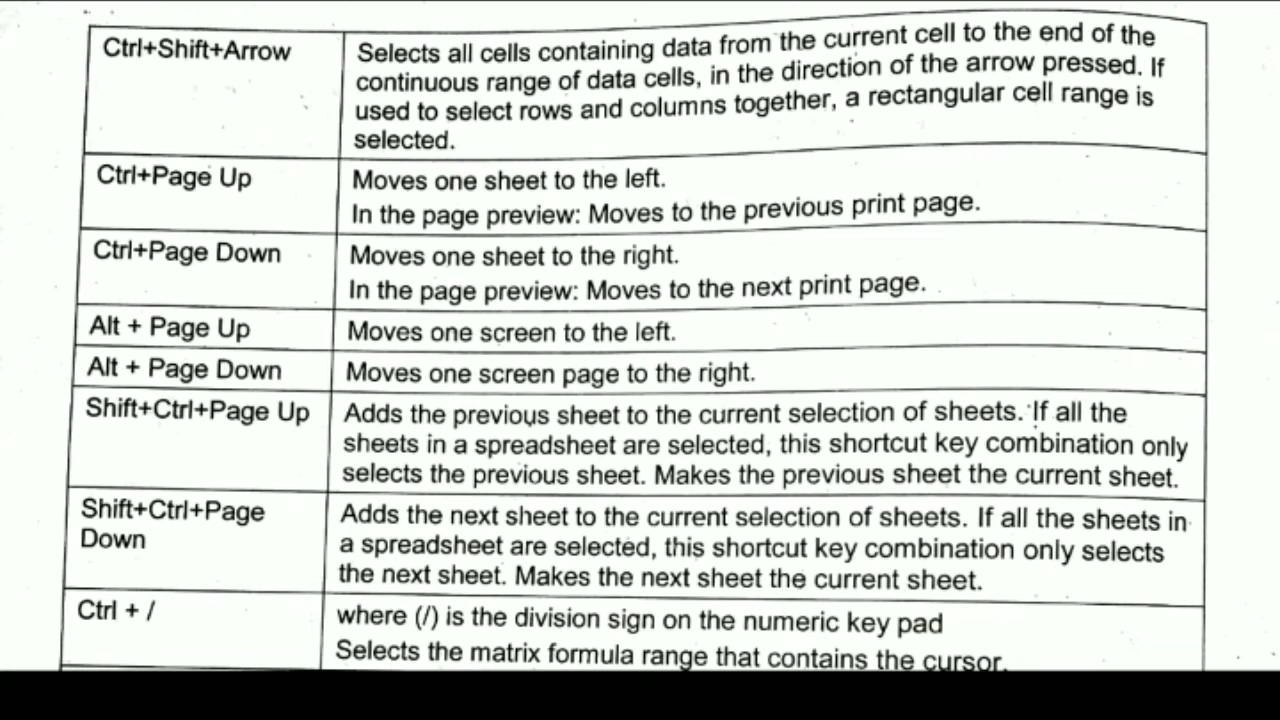 Ctrl+Shift+Arrow
Selects all cells containing data from the current cell to the end of the
continuous range of data cells, in the direction of the arrow pressed. If
used to select rows and columns together, a rectangular cell range is
selected.
Ctrl+Page Up
Moves one sheet to the left.
In the page preview: Moves to the previous print page.
Ctrl+Page Down
Moves one sheet to the right.
In the page preview: Moves to the next print page.
Alt + Page Up
Moves one screen to the left.
Alt + Page Down
Moves one screen page to the right.
Shift+Ctrl+Page Up
Adds the previous sheet to the current selection of sheets. If all the
sheets in a spreadsheet are selected, this shortcut key combination only
selects the previous sheet. Makes the previous sheet the current sheet.
Shift+Ctrl+Page
Down
Adds the next sheet to the current selection of sheets. If all the sheets in
a spreadsheet are selected, this shortcut key combination only selects
the next sheet. Makes the next sheet the current sheet.
Ctrl + /
where (/) is the division sign on the numeric key pad
Selects the matrix formula range that contains the cursor.